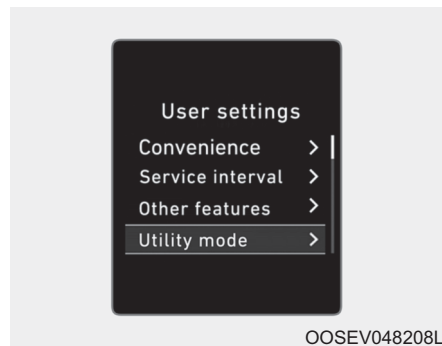 User settings
Convenience >
Service interval >
Other features >
Utility mode >
OOSEV048208L